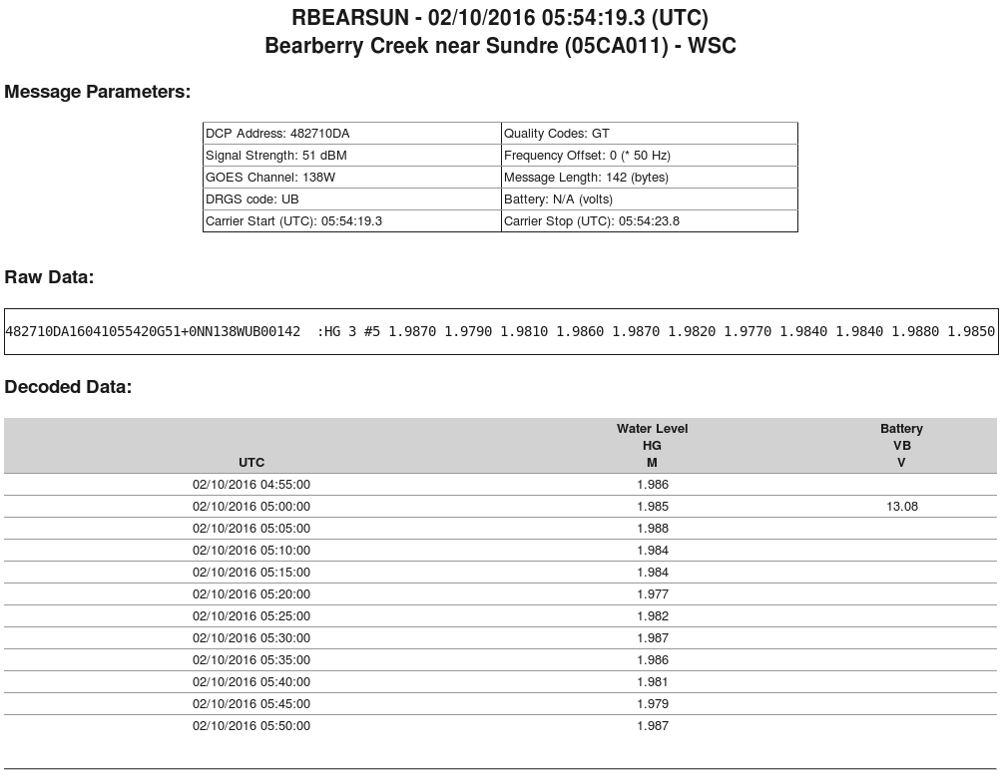 RBEARSUN - 02/10/2016 05:54:19.3 (UTC)
Bearberry Creek near Sundre (05CA011) - WSC
Message Parameters:
DCP Address: 482710DA Quality Codes: GT
Signal Strength: 51 dBM Frequency Offset: 0 (* 50 Hz)
GOES Channel: 138W Message Length: 142 (bytes)
DRGS code: UB Battery: N/A (volts)
Carrier Start (UTC): 05:54:19.3 Carrier Stop (UTC): 05:54:23.8
Raw Data:
482710DA16041055420G51+0NN138WUB00142  :HG 3 #5 1.9870 1.9790 1.9810 1.9860 1.9870 1.9820 1.9770 1.9840 1.9840 1.9880 1.9850
Decoded Data:
Water Level Battery
HG VB
UTC M V
02/10/2016 04:55:00 1.986
02/10/2016 05:00:00 1.985 13.08
02/10/2016 05:05:00 1.988
02/10/2016 05:10:00 1.984
02/10/2016 05:15:00 1.984
02/10/2016 05:20:00 1.977
02/10/2016 05:25:00 1.982
02/10/2016 05:30:00 1.987
02/10/2016 05:35:00 1.986
02/10/2016 05:40:00 1.981
02/10/2016 05:45:00 1.979
02/10/2016 05:50:00 1.987